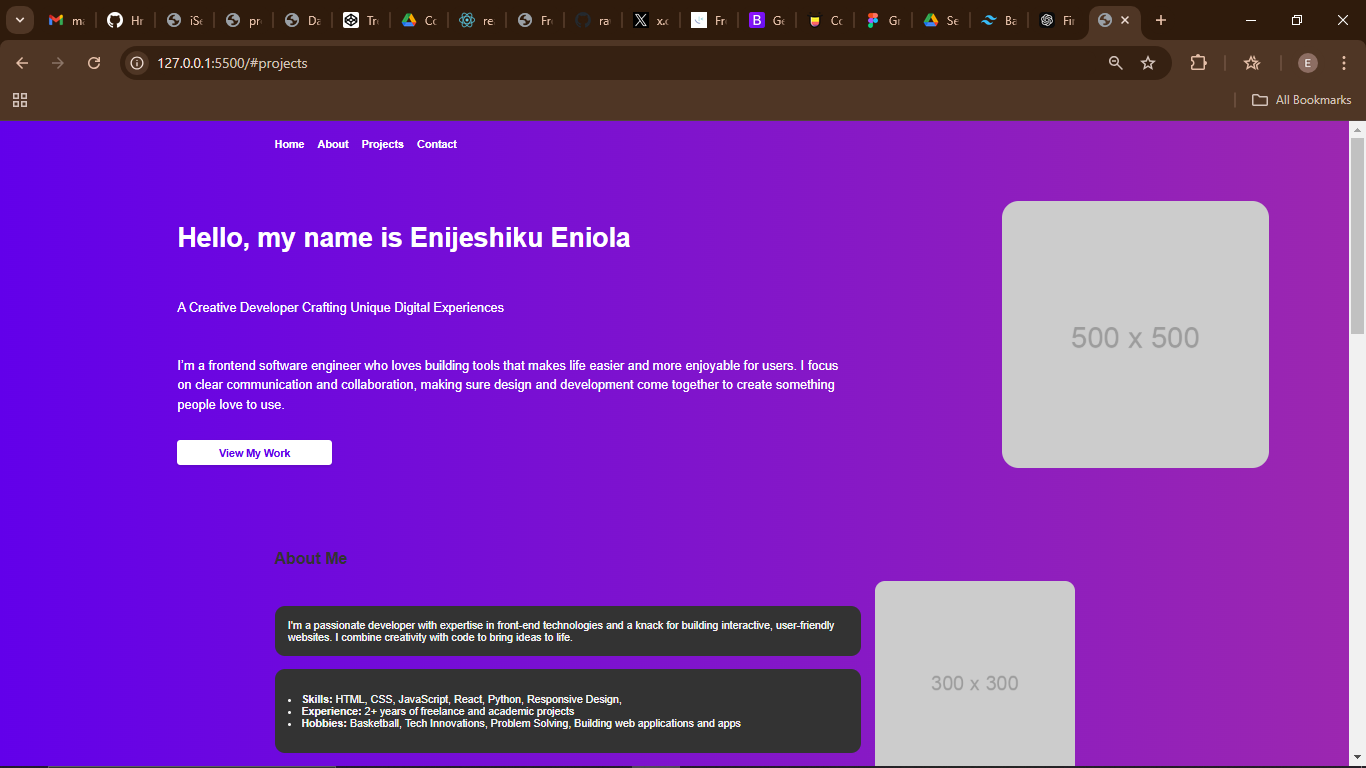 ma
Hr
iSe
pr
Da
Tr
Co
re
Fr
ra
x.c
Fr
B
Ge
Co
Gr
Se
Ba
Fir
127.0.0.1:5500/#projects
E
All Bookmarks
Home About Projects Contact
Hello, my name is Enijeshiku Eniola
500 x 500
A Creative Developer Crafting Unique Digital Experiences
I'm a frontend software engineer who loves building tools that makes life easier and more enjoyable for users. I focus
on clear communication and collaboration, making sure design and development come together to create something
people love to use.
View My Work
About Me
I'm a passionate developer with expertise in front-end technologies and a knack for building interactive, user-friendly
websites. I combine creativity with code to bring ideas to life.
300 x 300
• Skills: HTML, CSS, JavaScript, React, Python, Responsive Design,
• Experience: 2+ years of freelance and academic projects
• Hobbies: Basketball, Tech Innovations, Problem Solving, Building web applications and apps